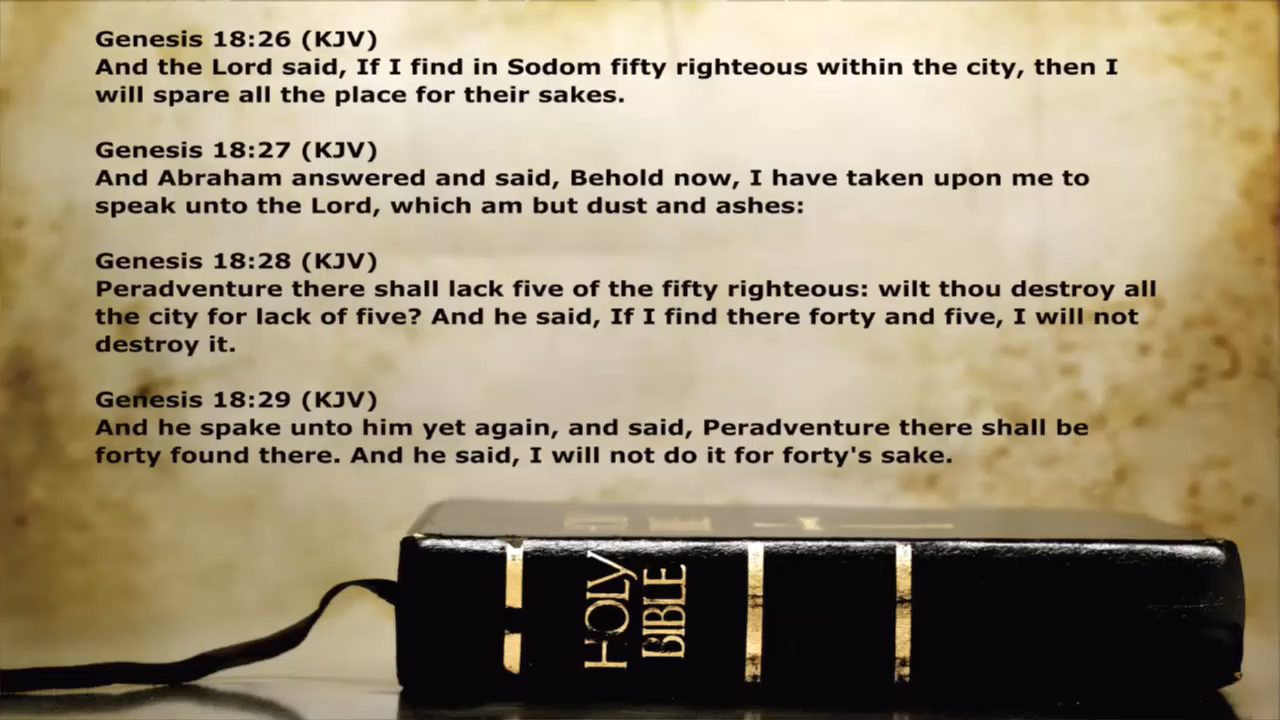 Genesis 18:26 (KJV)
And the Lord said, If I find in Sodom fifty righteous within the city, then I
will spare all the place for their sakes.
Genesis 18:27 (KJV)
And Abraham answered and said, Behold now, I have taken upon me to
speak unto the Lord, which am but dust and ashes:
Genesis 18:28 (KJV)
Peradventure there shall lack five of the fifty righteous: wilt thou destroy all
the city for lack of five? And he said, If I find there forty and five, I will not
destroy it.
Genesis 18:29 (KJV)
And he spake unto him yet again, and said, Peradventure there shall be
forty found there. And he said, I will not do it for forty's sake.
HOLY
BIBLE